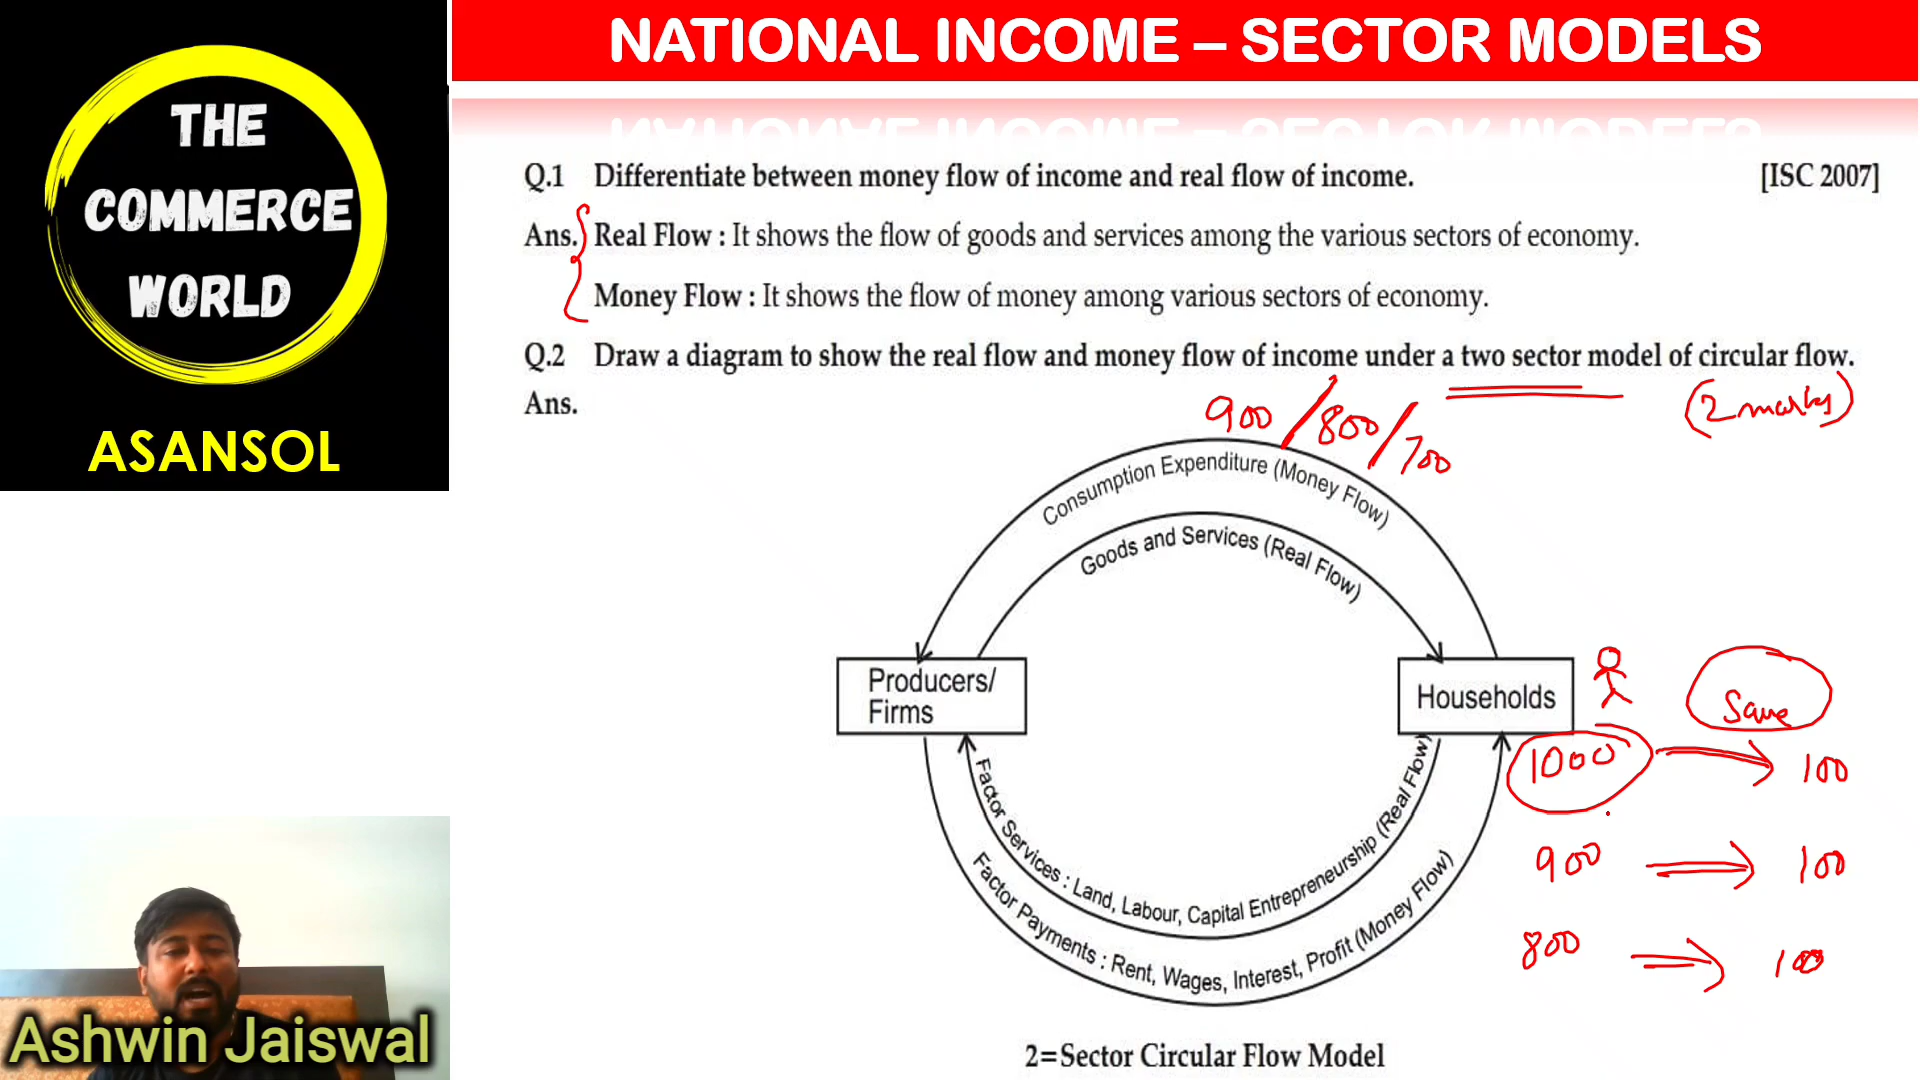 THE
COMMERCE
WORLD
ASANSOL
NATIONAL INCOME – SECTOR MODELS
Q.1 Differentiate between money flow of income and real flow of income. [ISC 2007]
Ans. Real Flow : It shows the flow of goods and services among the various sectors of economy.
Money Flow : It shows the flow of money among various sectors of economy.
Q.2 Draw a diagram to show the real flow and money flow of income under a two sector model of circular flow.
Ans.
(2 marks)
900 / 800 / 700
Consumption Expenditure (Money Flow)
Goods and Services (Real Flow)
Producers/
Firms
Households
Save
1000 100
900 100
800 100
Factor Services : Land, Labour, Capital Entrepreneurship (Real Flow)
Factor Payments : Rent, Wages, Interest, Profit (Money Flow)
2=Sector Circular Flow Model
Ashwin Jaiswal